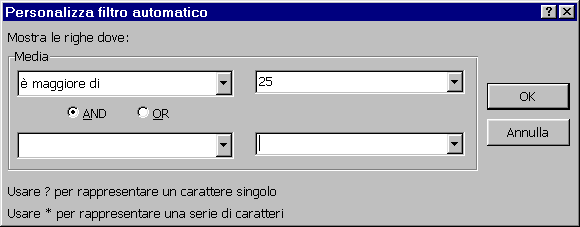 Personalizza filtro automatico
Mostra le righe dove:
Media
è maggiore di 25
AND OR
OK
Annulla
Usare ? per rappresentare un carattere singolo
Usare * per rappresentare una serie di caratteri